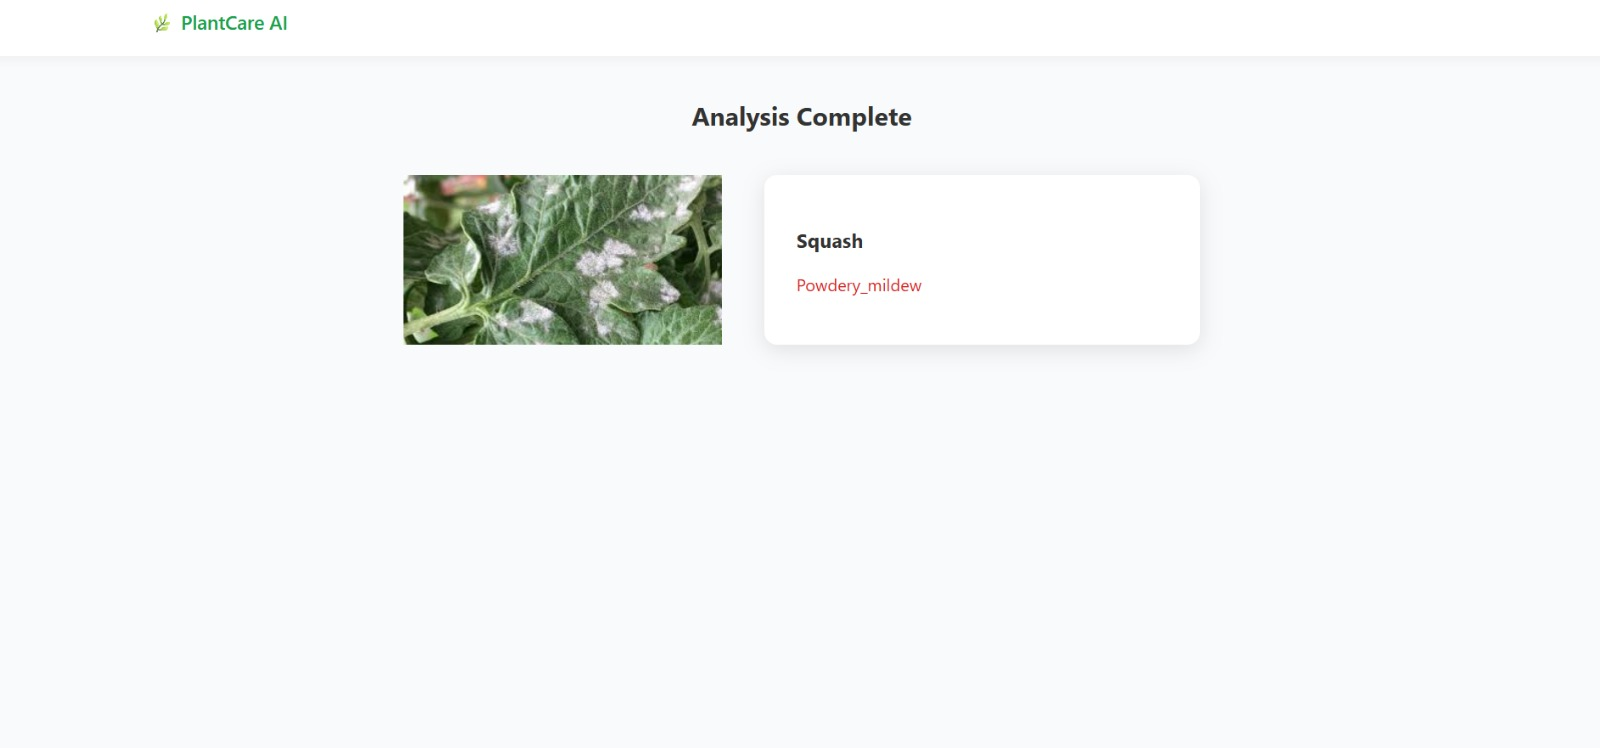 PlantCare AI
Analysis Complete
Squash
Powdery_mildew